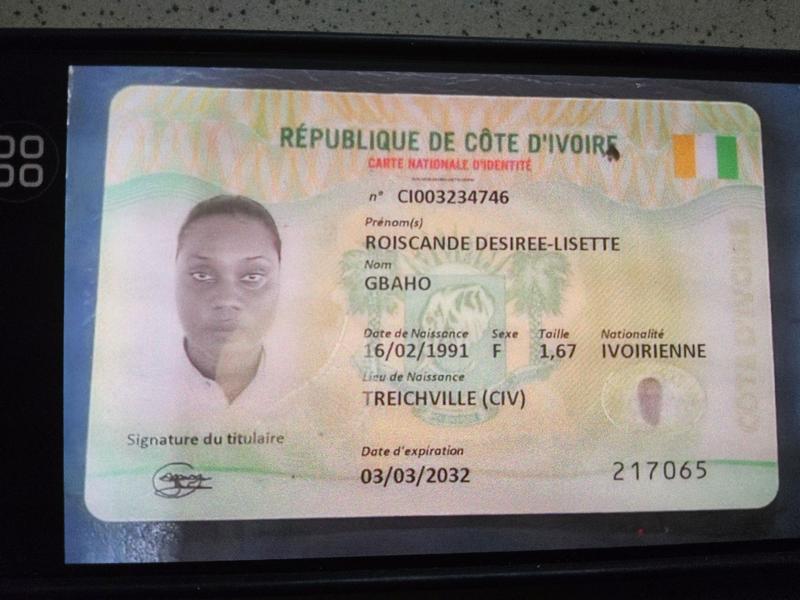 RÉPUBLIQUE DE CÔTE D'IVOIRE
CARTE NATIONALE D'IDENTITÉ
n° CI003234746
Prénom(s)
ROISCANDE DESIREE-LISETTE
Nom
GBAHO
Date de Naissance Sexe Taille Nationalité
16/02/1991 F 1,67 IVOIRIENNE
Lieu de Naissance
TREICHVILLE (CIV)
Signature du titulaire
Date d'expiration
03/03/2032
217065